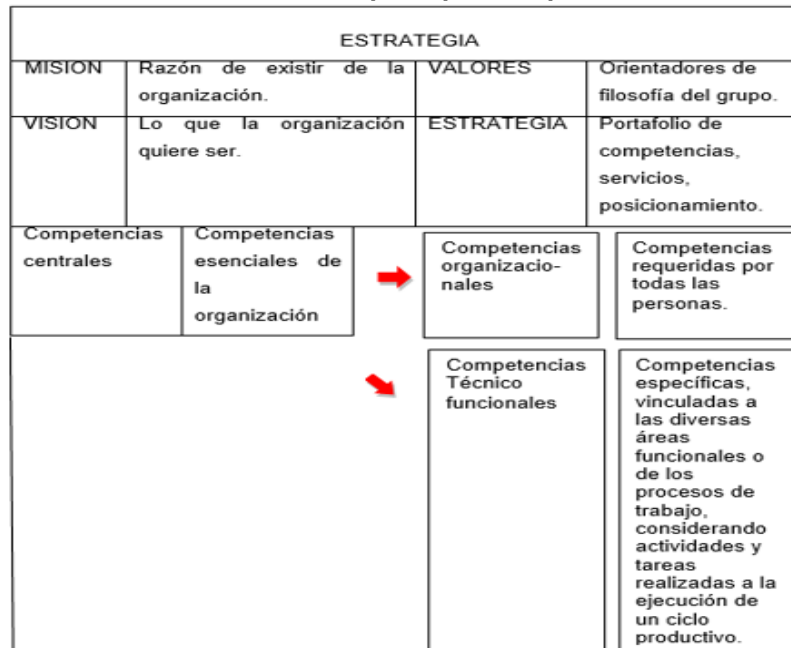 ESTRATEGIA
MISION
Razón de existir de la
organización.
VALORES
Orientadores de
filosofía del grupo.
VISION
Lo que la organización
quiere ser.
ESTRATEGIA
Portafolio de
competencias,
servicios,
posicionamiento.
Competencias
centrales
Competencias
esenciales de
la
organización
Competencias
organizacio-
nales
Competencias
requeridas por
todas las
personas.
Competencias
Técnico
funcionales
Competencias
específicas,
vinculadas a
las diversas
áreas
funcionales o
de los
procesos de
trabajo,
considerando
actividades y
tareas
realizadas a la
ejecución de
un ciclo
productivo.